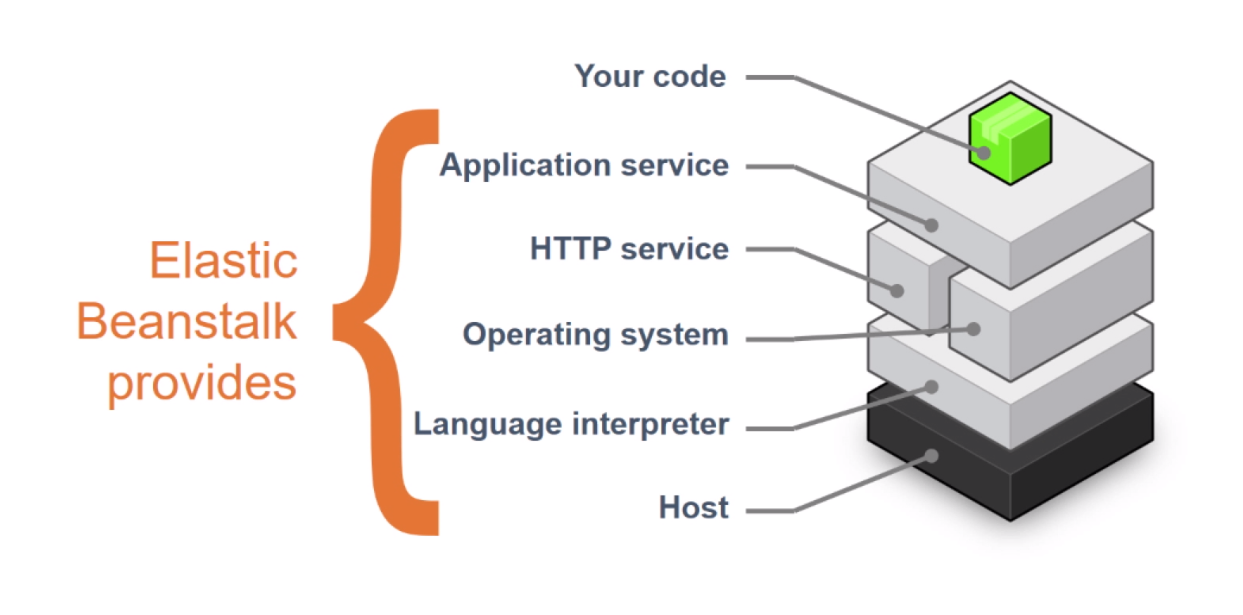 Your code
Application service
HTTP service
Elastic
Beanstalk
provides
Operating system
Language interpreter
Host